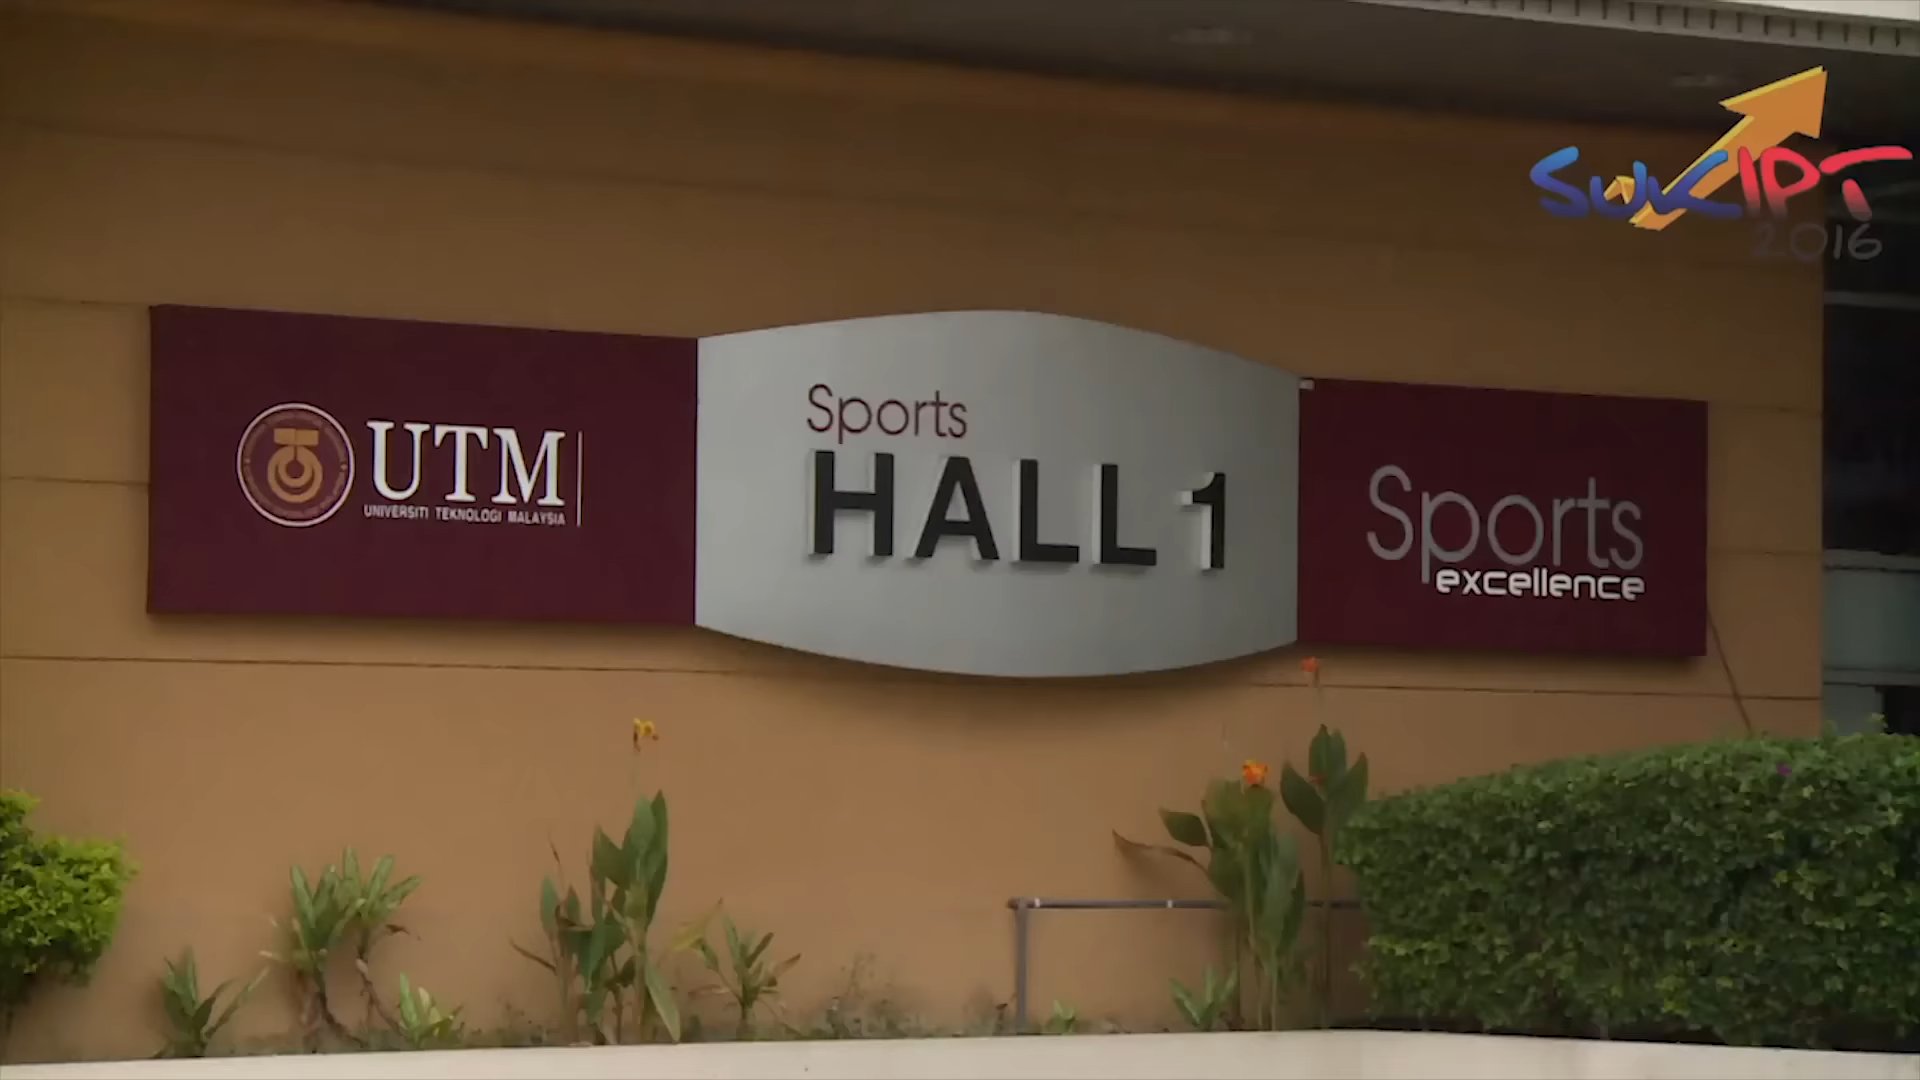 SUKIPT
2016
UTM
UNIVERSITI TEKNOLOGI MALAYSIA
Sports
HALL 1
Sports
excellence